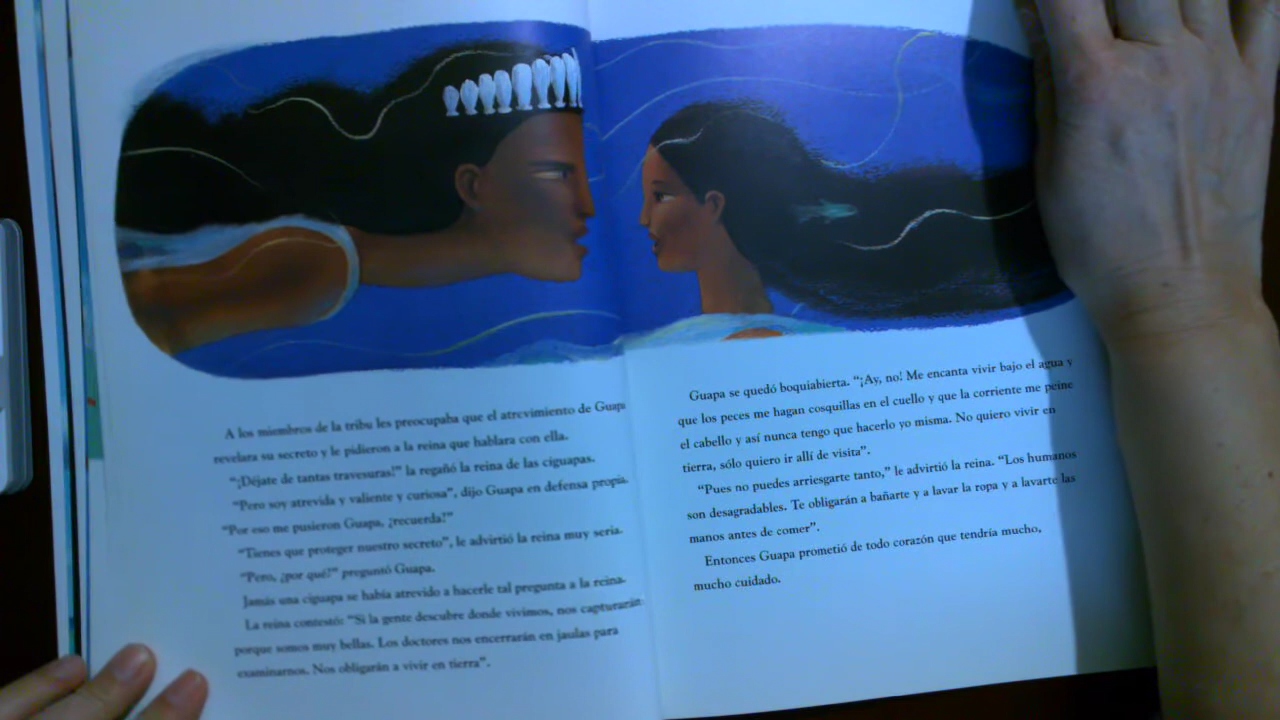 A los miembros de la tribu les preocupaba que el atrevimiento de Guapa
revelara su secreto y le pidieron a la reina que hablara con ella.
“¡Déjate de tantas travesuras!” la regañó la reina de las ciguapas.
“Pero soy atrevida y valiente y curiosa”, dijo Guapa en defensa propia.
“Por eso me pusieron Guapa, ¿recuerda?”
“Tienes que proteger nuestro secreto”, le advirtió la reina muy seria.
“Pero, ¿por qué?” preguntó Guapa.
Jamás una ciguapa se había atrevido a hacerle tal pregunta a la reina.
La reina contestó: “Si la gente descubre donde vivimos, nos capturarán
porque somos muy bellas. Los doctores nos encerrarán en jaulas para
examinarnos. Nos obligarán a vivir en tierra”.
Guapa se quedó boquiabierta. “¡Ay, no! Me encanta vivir bajo el agua y
que los peces me hagan cosquillas en el cuello y que la corriente me peine
el cabello y así nunca tengo que hacerlo yo misma. No quiero vivir en
tierra, sólo quiero ir allí de visita”.
“Pues no puedes arriesgarte tanto,” le advirtió la reina. “Los humanos
son desagradables. Te obligarán a bañarte y a lavar la ropa y a lavarte las
manos antes de comer”.
Entonces Guapa prometió de todo corazón que tendría mucho,
mucho cuidado.